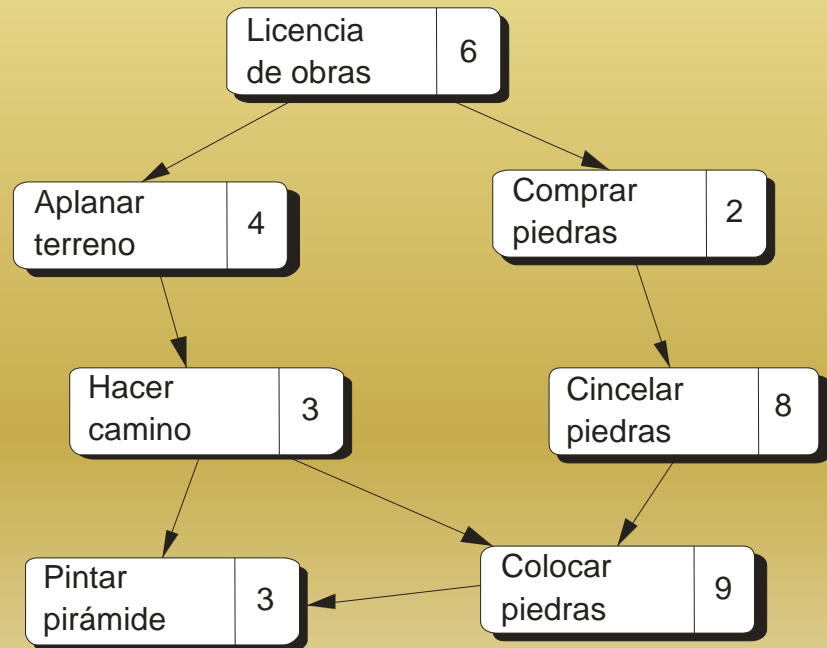 Licencia
de obras
6
Aplanar
terreno
4
Comprar
piedras
2
Hacer
camino
3
Cincelar
piedras
8
Pintar
pirámide
3
Colocar
piedras
9